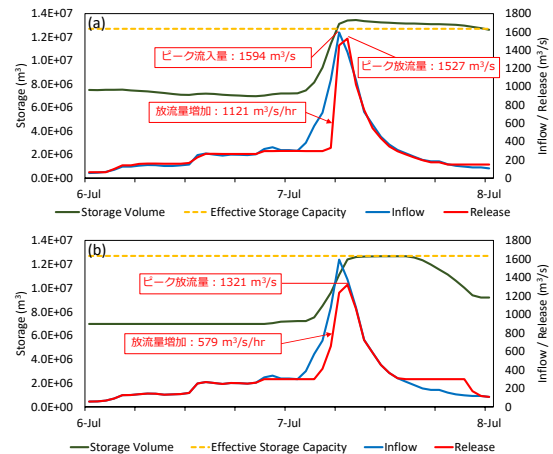 (a)
Storage (m³)
Inflow / Release (m³/s)
1.4E+07
1.2E+07
1.0E+07
8.0E+06
6.0E+06
4.0E+06
2.0E+06
0.0E+00
1800
1600
1400
1200
1000
800
600
400
200
0
ピーク流入量：1594 m³/s
ピーク放流量：1527 m³/s
放流量増加：1121 m³/s/hr
6-Jul 7-Jul 8-Jul
Storage Volume Effective Storage Capacity Inflow Release
(b)
Storage (m³)
Inflow / Release (m³/s)
1.4E+07
1.2E+07
1.0E+07
8.0E+06
6.0E+06
4.0E+06
2.0E+06
0.0E+00
1800
1600
1400
1200
1000
800
600
400
200
0
ピーク放流量：1321 m³/s
放流量増加：579 m³/s/hr
6-Jul 7-Jul 8-Jul
Storage Volume Effective Storage Capacity Inflow Release